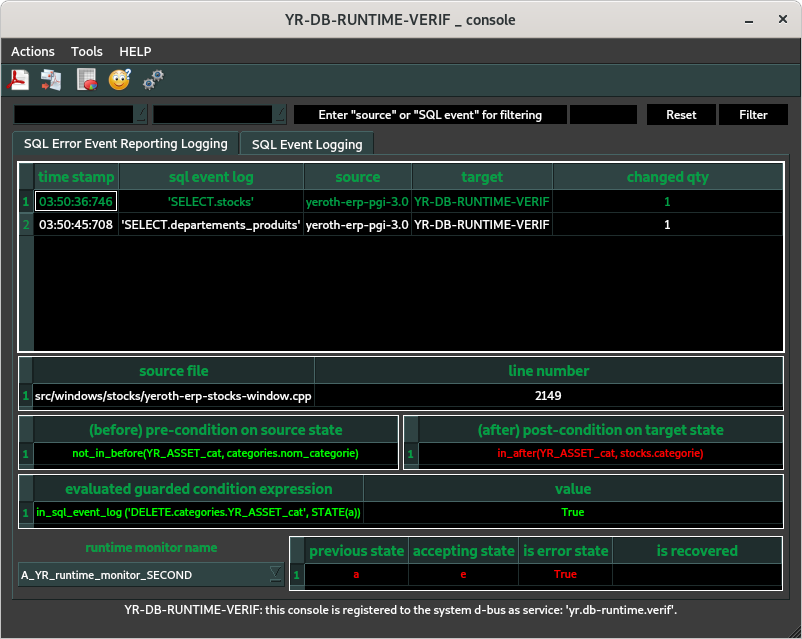 YR-DB-RUNTIME-VERIF _ console
Actions Tools HELP
Enter "source" or "SQL event" for filtering Reset Filter
SQL Error Event Reporting Logging SQL Event Logging
time stamp sql event log source target changed qty
1 03:50:36:746 'SELECT.stocks' yeroth-erp-pgi-3.0 YR-DB-RUNTIME-VERIF 1
2 03:50:45:708 'SELECT.departements_produits' yeroth-erp-pgi-3.0 YR-DB-RUNTIME-VERIF 1
source file line number
1 src/windows/stocks/yeroth-erp-stocks-window.cpp 2149
(before) pre-condition on source state (after) post-condition on target state
1 not_in_before(YR_ASSET_cat, categories.nom_categorie) 1 in_after(YR_ASSET_cat, stocks.categorie)
evaluated guarded condition expression value
1 in_sql_event_log ('DELETE.categories.YR_ASSET_cat', STATE(a)) True
runtime monitor name previous state accepting state is error state is recovered
A_YR_runtime_monitor_SECOND 1 a e True
YR-DB-RUNTIME-VERIF: this console is registered to the system d-bus as service: 'yr.db-runtime.verif'.